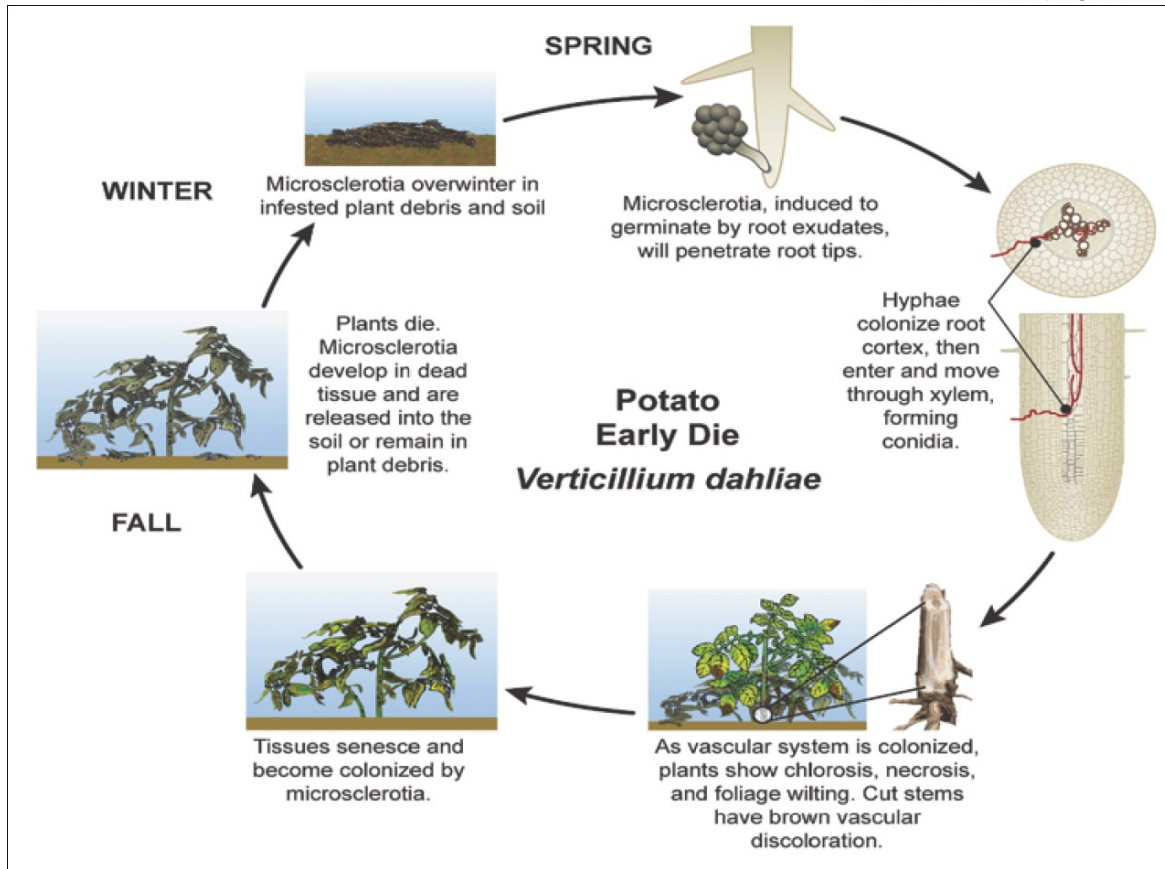 SPRING
WINTER
Microsclerotia overwinter in
infested plant debris and soil
Microsclerotia, induced to
germinate by root exudates,
will penetrate root tips.
Hyphae
colonize root
cortex, then
enter and move
through xylem,
forming
conidia.
Plants die.
Microsclerotia
develop in dead
tissue and are
released into the
soil or remain in
plant debris.
Potato
Early Die
Verticillium dahliae
FALL
Tissues senesce and
become colonized by
microsclerotia.
As vascular system is colonized,
plants show chlorosis, necrosis,
and foliage wilting. Cut stems
have brown vascular
discoloration.